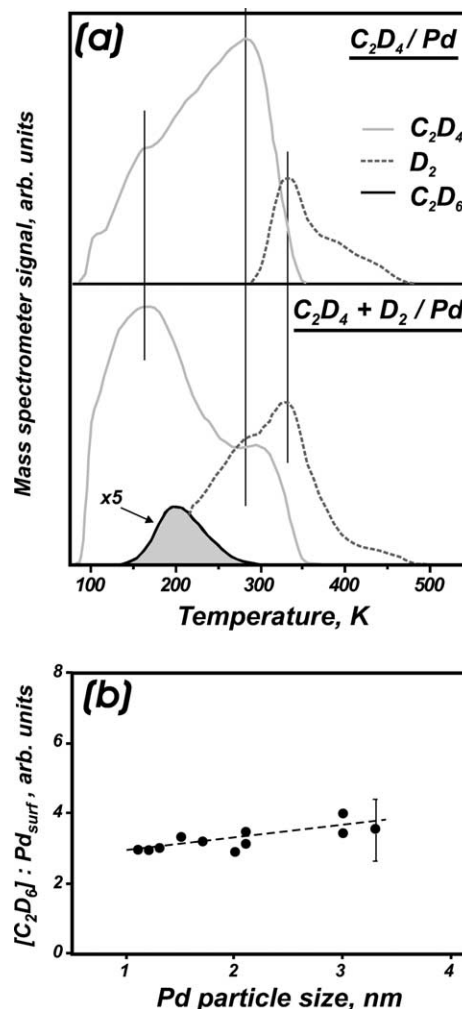 (a)
C₂D₄ / Pd
C₂D₄
D₂
C₂D₆
Mass spectrometer signal, arb. units
C₂D₄ + D₂ / Pd
x5
100 200 300 400 500
Temperature, K
(b)
[C₂D₆] : Pd_surf , arb. units
8
6
4
2
0
1 2 3 4
Pd particle size, nm